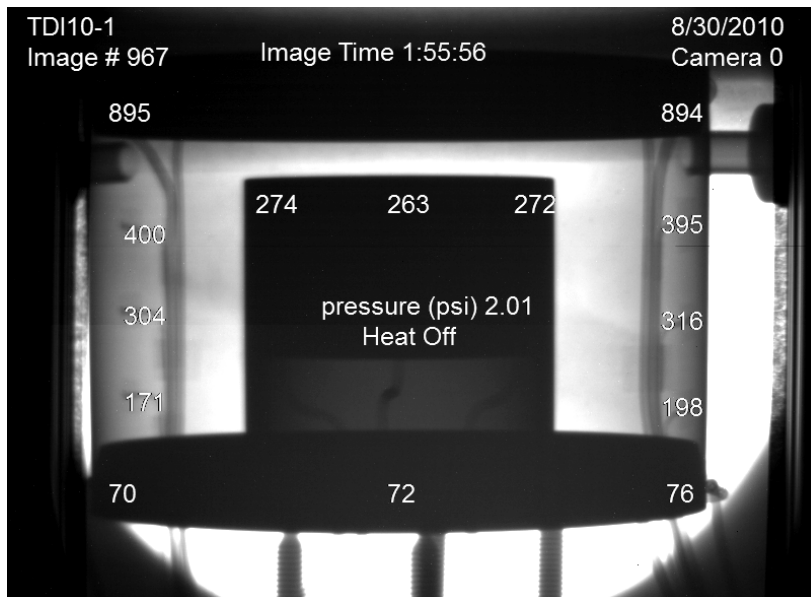 TDI10-1
8/30/2010
Image # 967
Image Time 1:55:56
Camera 0
895
894
274
263
272
400
395
304
pressure (psi) 2.01
316
Heat Off
171
198
70
72
76